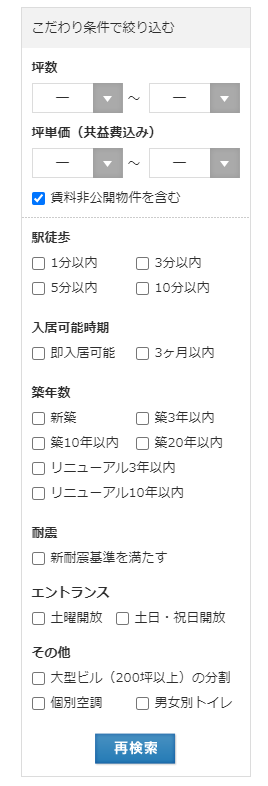 こだわり条件で絞り込む
坪数
— ～ —
坪単価（共益費込み）
— ～ —
賃料非公開物件を含む
駅徒歩
1分以内 3分以内
5分以内 10分以内
入居可能時期
即入居可能 3ヶ月以内
築年数
新築 築3年以内
築10年以内 築20年以内
リニューアル3年以内
リニューアル10年以内
耐震
新耐震基準を満たす
エントランス
土曜開放 土日・祝日開放
その他
大型ビル（200坪以上）の分割
個別空調 男女別トイレ
再検索